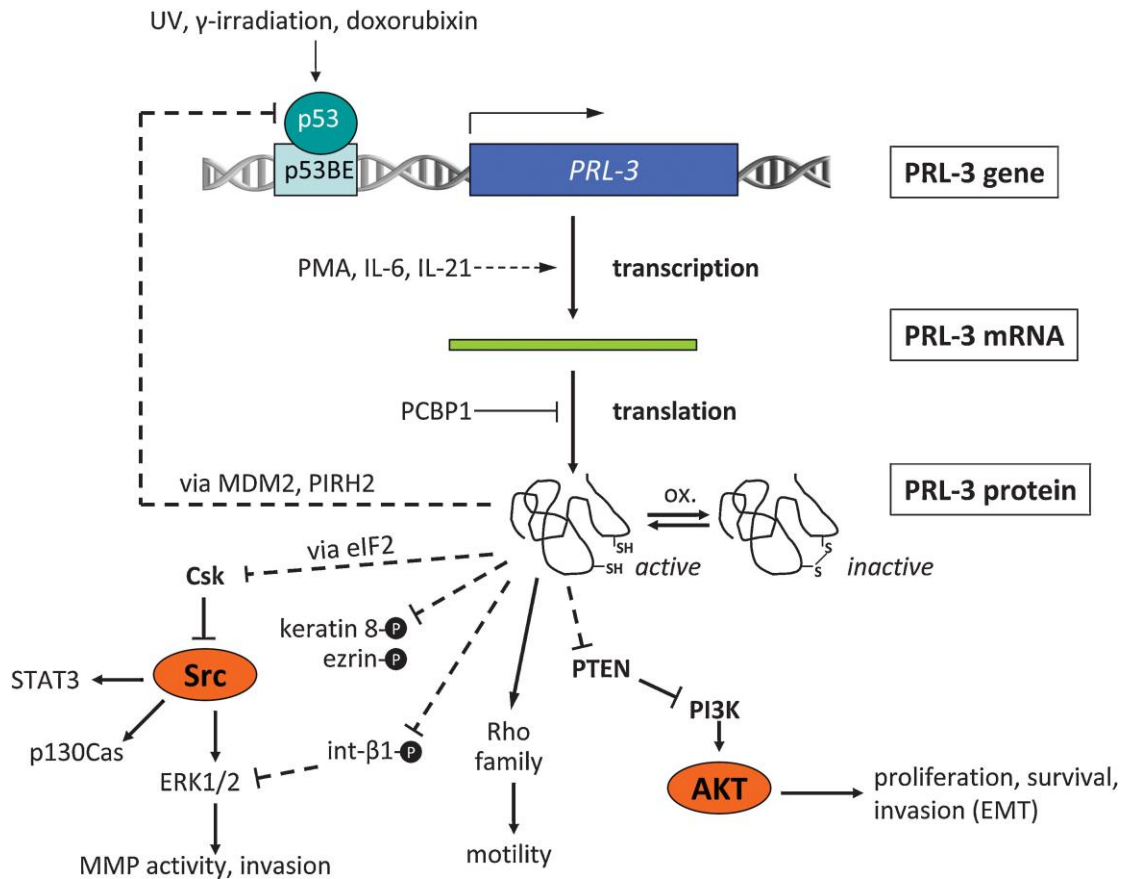 UV, γ-irradiation, doxorubixin
p53
p53BE
PRL-3
PRL-3 gene
PMA, IL-6, IL-21
transcription
PRL-3 mRNA
PCBP1
translation
via MDM2, PIRH2
PRL-3 protein
ox.
SH
SH
active
S
S
inactive
via eIF2
Csk
keratin 8-P
ezrin-P
Src
STAT3
p130Cas
PTEN
PI3K
int-β1-P
Rho
family
ERK1/2
AKT
proliferation, survival,
invasion (EMT)
motility
MMP activity, invasion